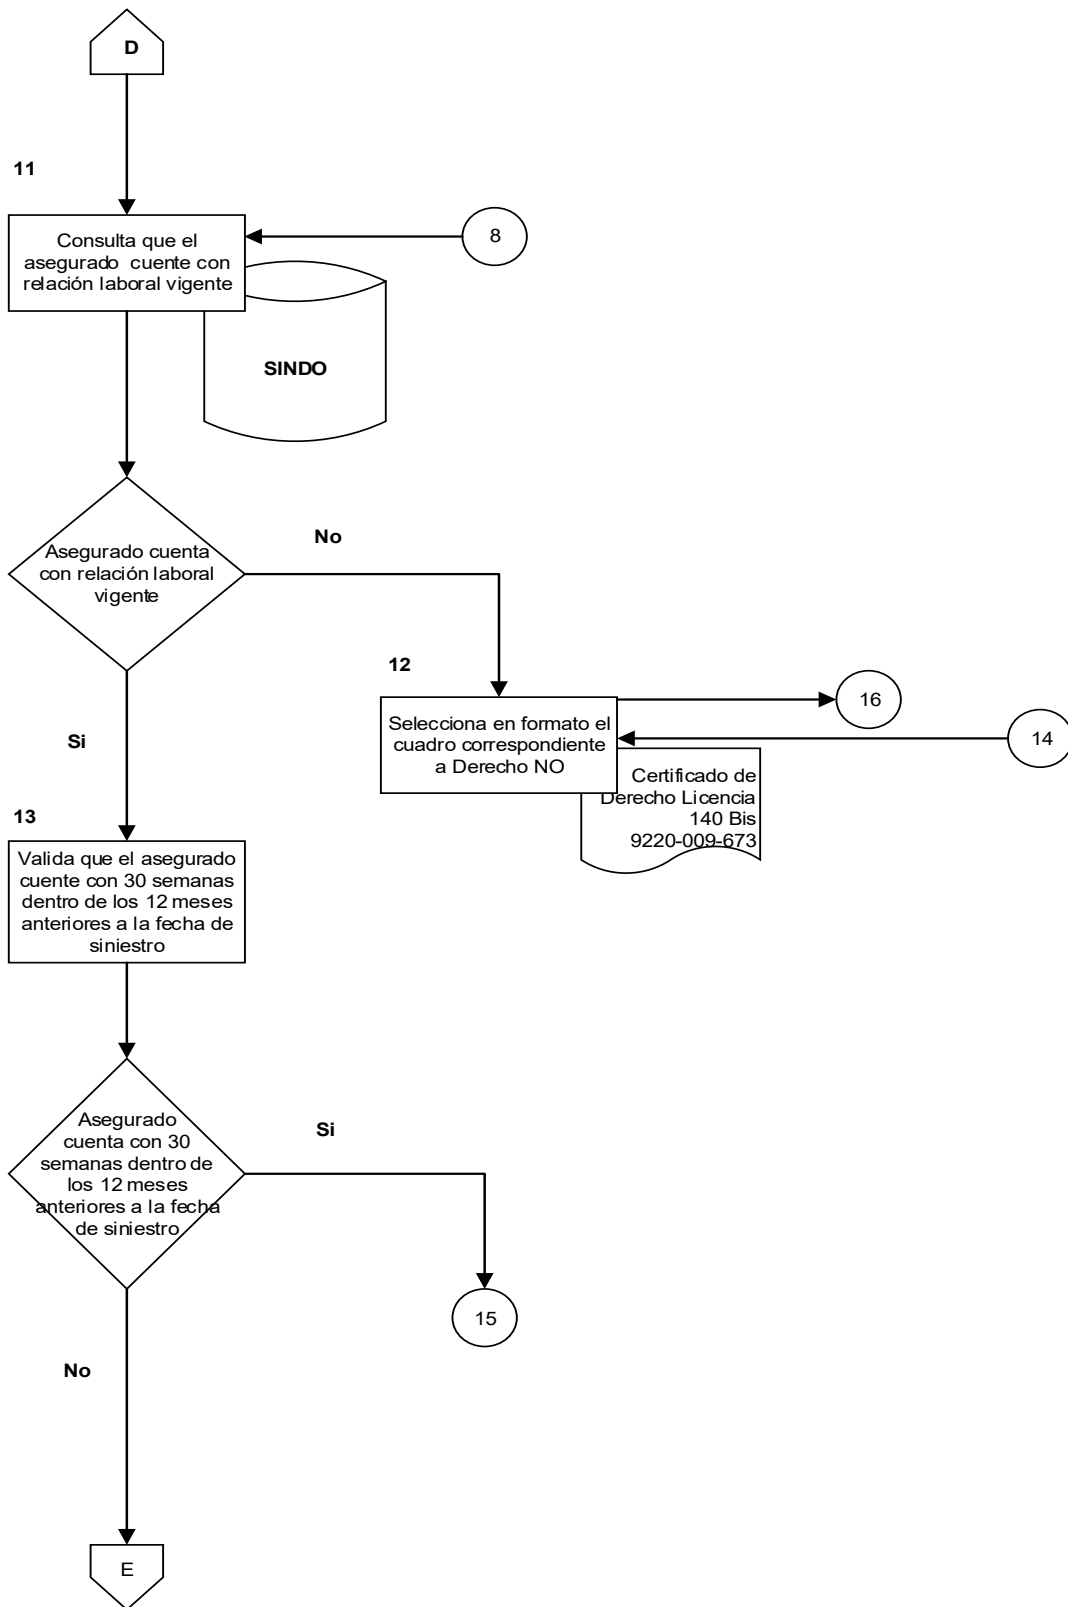 D
11
Consulta que el
asegurado cuente con
relación laboral vigente
8
SINDO
Asegurado cuenta
con relación laboral
vigente
No
12
Selecciona en formato el
cuadro correspondiente
a Derecho NO
16
14
Certificado de
Derecho Licencia
140 Bis
9220-009-673
Si
13
Valida que el asegurado
cuente con 30 semanas
dentro de los 12 meses
anteriores a la fecha de
siniestro
Asegurado
cuenta con 30
semanas dentro de
los 12 meses
anteriores a la fecha
de siniestro
Si
15
No
E